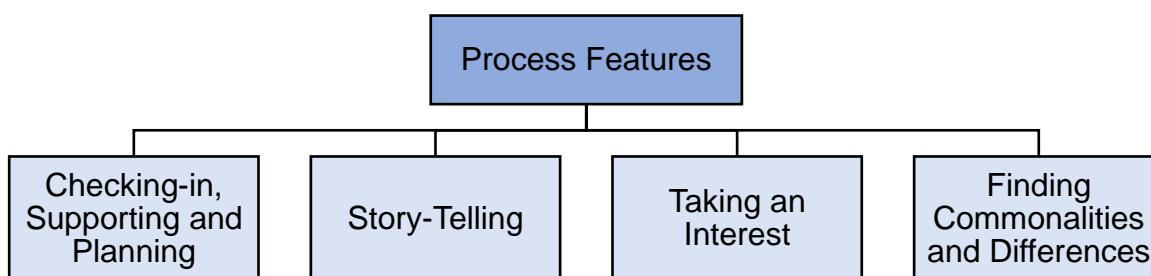 Process Features
Checking-in,
Supporting and
Planning
Story-Telling
Taking an
Interest
Finding
Commonalities
and Differences